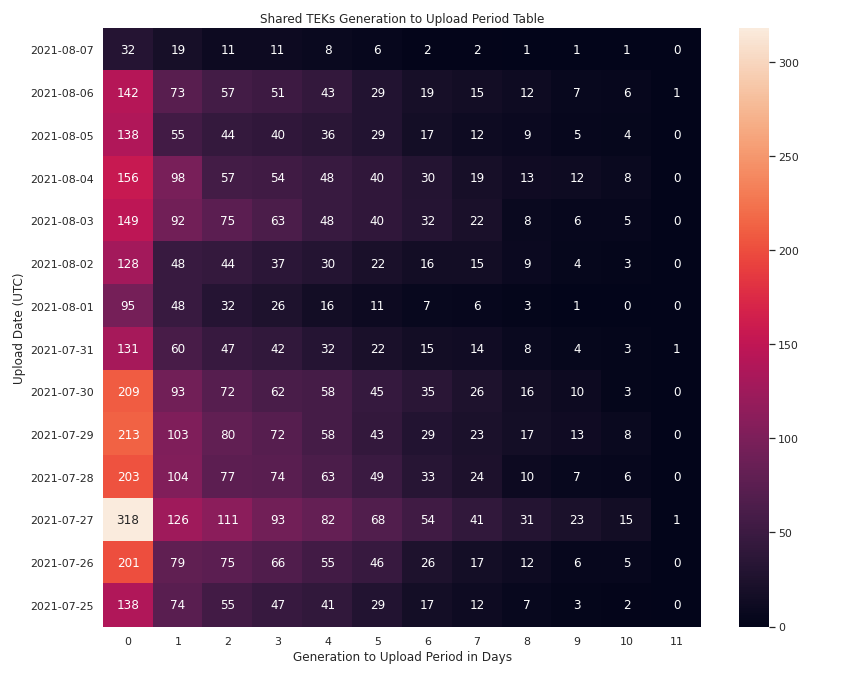 Shared TEKs Generation to Upload Period Table
Upload Date (UTC)
2021-08-07 32 19 11 11 8 6 2 2 1 1 1 0
2021-08-06 142 73 57 51 43 29 19 15 12 7 6 1
2021-08-05 138 55 44 40 36 29 17 12 9 5 4 0
2021-08-04 156 98 57 54 48 40 30 19 13 12 8 0
2021-08-03 149 92 75 63 48 40 32 22 8 6 5 0
2021-08-02 128 48 44 37 30 22 16 15 9 4 3 0
2021-08-01 95 48 32 26 16 11 7 6 3 1 0 0
2021-07-31 131 60 47 42 32 22 15 14 8 4 3 1
2021-07-30 209 93 72 62 58 45 35 26 16 10 3 0
2021-07-29 213 103 80 72 58 43 29 23 17 13 8 0
2021-07-28 203 104 77 74 63 49 33 24 10 7 6 0
2021-07-27 318 126 111 93 82 68 54 41 31 23 15 1
2021-07-26 201 79 75 66 55 46 26 17 12 6 5 0
2021-07-25 138 74 55 47 41 29 17 12 7 3 2 0
0 1 2 3 4 5 6 7 8 9 10 11
Generation to Upload Period in Days
300
250
200
150
100
50
0